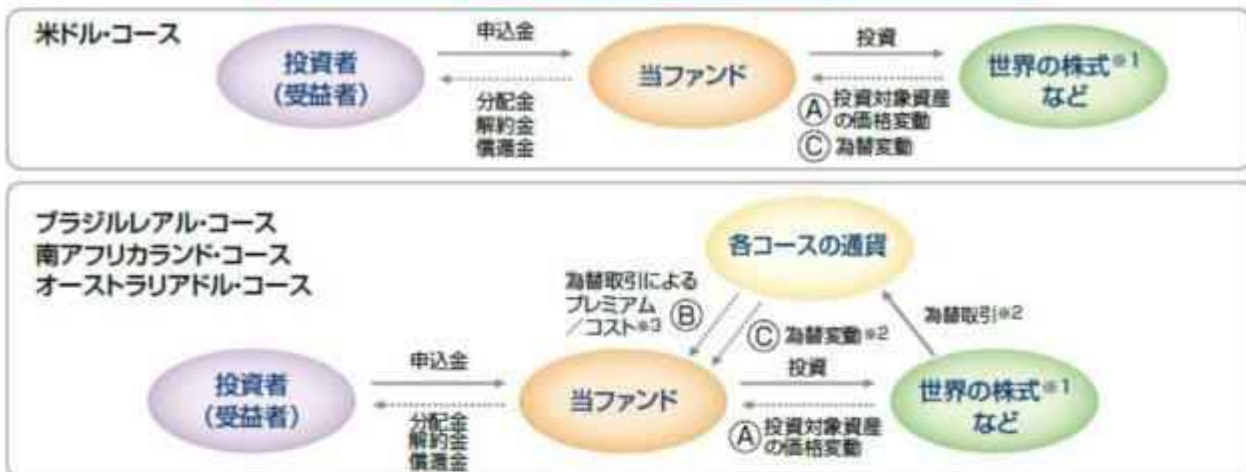 米ドル・コース
投資者
（受益者）
申込金
分配金
解約金
償還金
当ファンド
投資
Ⓐ 投資対象資産
の価格変動
Ⓒ 為替変動
世界の株式※1
など
ブラジルレアル・コース
南アフリカランド・コース
オーストラリアドル・コース
各コースの通貨
為替取引による
プレミアム
／コスト※3 Ⓑ
Ⓒ 為替変動※2
為替取引※2
投資者
（受益者）
申込金
分配金
解約金
償還金
当ファンド
投資
Ⓐ 投資対象資産
の価格変動
世界の株式※1
など